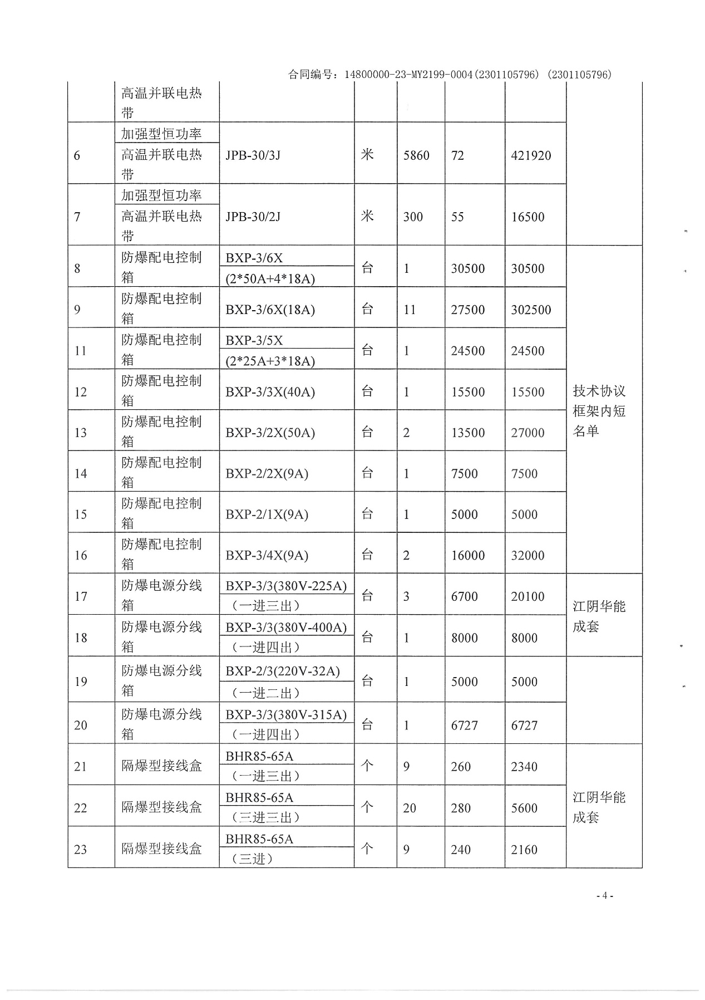 合同编号：14800000-23-MY2199-0004(2301105796) (2301105796)
高温并联电热
带
加强型恒功率
6 高温并联电热 JPB-30/3J 米 5860 72 421920
带
加强型恒功率
7 高温并联电热 JPB-30/2J 米 300 55 16500
带
防爆配电控制 BXP-3/6X
8 台 1 30500 30500
箱 (2*50A+4*18A)
防爆配电控制
9 BXP-3/6X(18A) 台 11 27500 302500
箱
防爆配电控制 BXP-3/5X
11 台 1 24500 24500
箱 (2*25A+3*18A)
防爆配电控制
12 BXP-3/3X(40A) 台 1 15500 15500 技术协议
箱
框架内短
防爆配电控制
13 BXP-3/2X(50A) 台 2 13500 27000 名单
箱
防爆配电控制
14 BXP-2/2X(9A) 台 1 7500 7500
箱
防爆配电控制
15 BXP-2/1X(9A) 台 1 5000 5000
箱
防爆配电控制
16 BXP-3/4X(9A) 台 2 16000 32000
箱
防爆电源分线 BXP-3/3(380V-225A)
17 台 3 6700 20100
箱 （一进三出） 江阴华能
防爆电源分线 BXP-3/3(380V-400A) 成套
18 台 1 8000 8000
箱 （一进四出）
防爆电源分线 BXP-2/3(220V-32A)
19 台 1 5000 5000
箱 （一进二出）
防爆电源分线 BXP-3/3(380V-315A)
20 台 1 6727 6727
箱 （一进四出）
BHR85-65A
21 隔爆型接线盒 个 9 260 2340
（一进三出）
BHR85-65A 江阴华能
22 隔爆型接线盒 个 20 280 5600
（三进三出） 成套
BHR85-65A
23 隔爆型接线盒 个 9 240 2160
（三进）
- 4 -